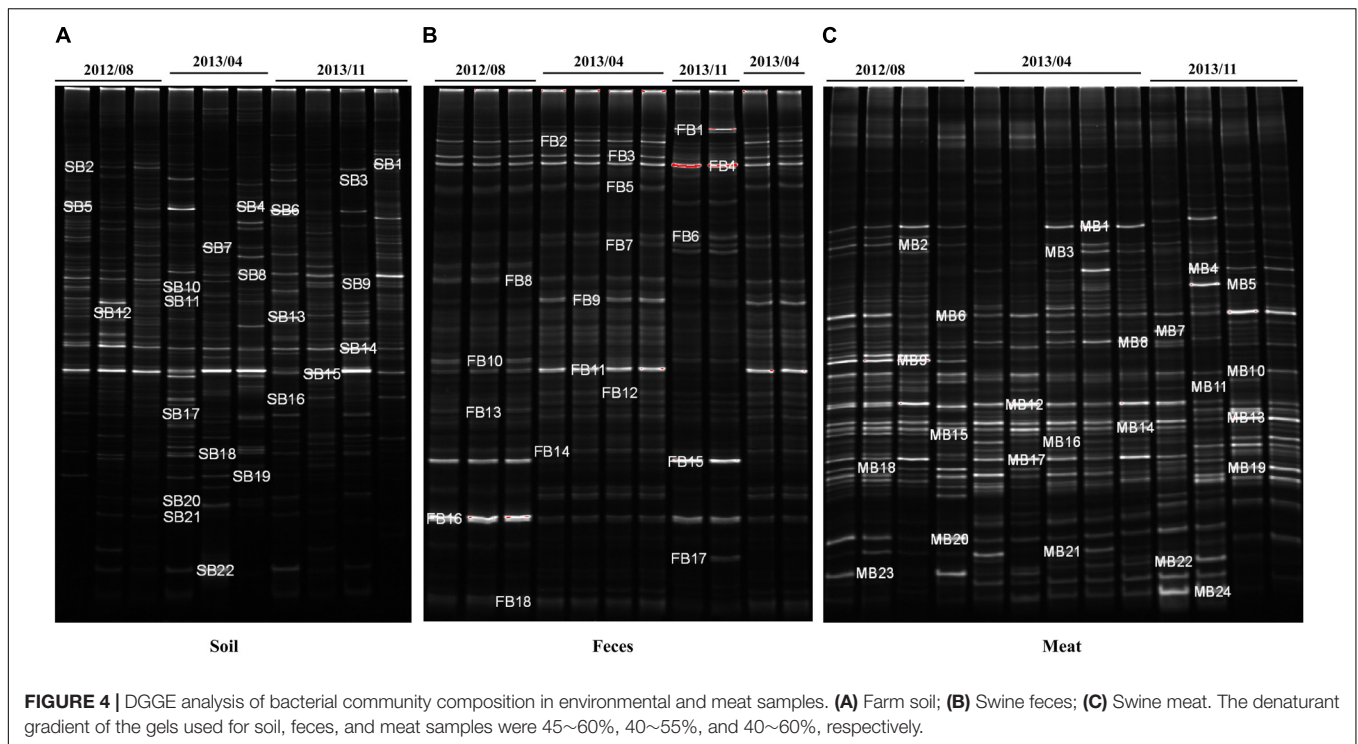 A
2012/08 2013/04 2013/11
SB1
SB2
SB3
SB5 SB4 SB6
SB7
SB8
SB10 SB9
SB11
SB12 SB13
SB14
SB15
SB16
SB17
SB18
SB19
SB20
SB21
SB22
Soil
B
2012/08 2013/04 2013/11 2013/04
FB1
FB2
FB3
FB4
FB5
FB6
FB7
FB8
FB9
FB10
FB11
FB12
FB13
FB14
FB15
FB16
FB17
FB18
Feces
C
2012/08 2013/04 2013/11
MB1
MB2
MB3
MB4
MB5
MB6
MB7
MB8
MB9
MB10
MB11
MB12
MB13
MB14
MB15
MB16
MB17
MB18 MB19
MB20
MB21
MB22
MB23
MB24
Meat
FIGURE 4 | DGGE analysis of bacterial community composition in environmental and meat samples. (A) Farm soil; (B) Swine feces; (C) Swine meat. The denaturant
gradient of the gels used for soil, feces, and meat samples were 45~60%, 40~55%, and 40~60%, respectively.